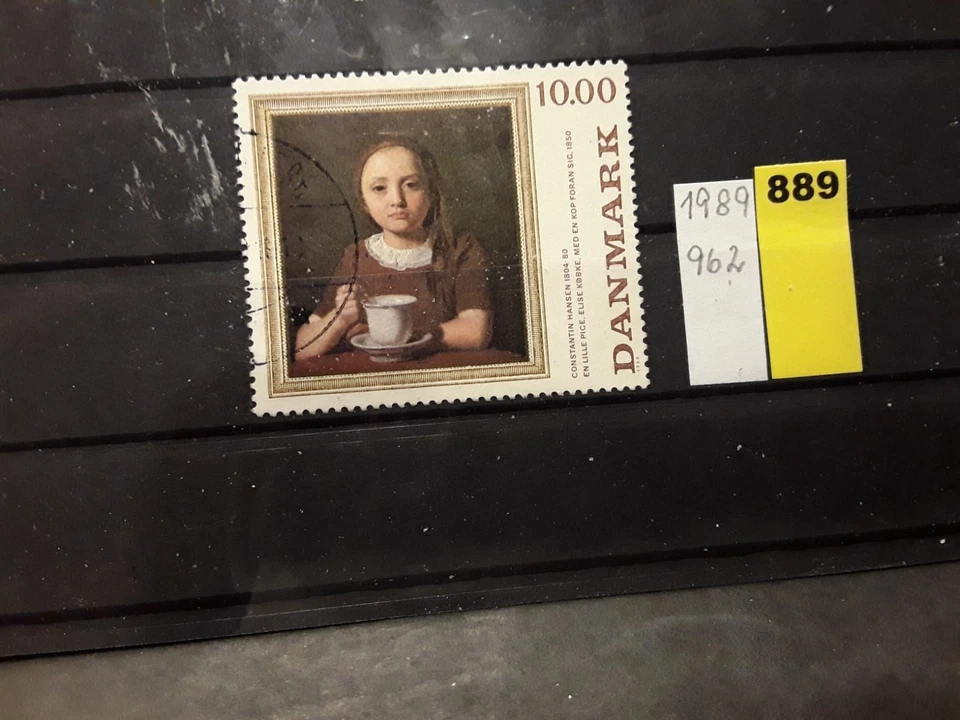 10.00
DANMARK
CONSTANTIN HANSEN 1804-80
EN LILLE PIGE, ELISE KØBKE, MED EN KOP FORAN SIG. 1850
1989
962
889